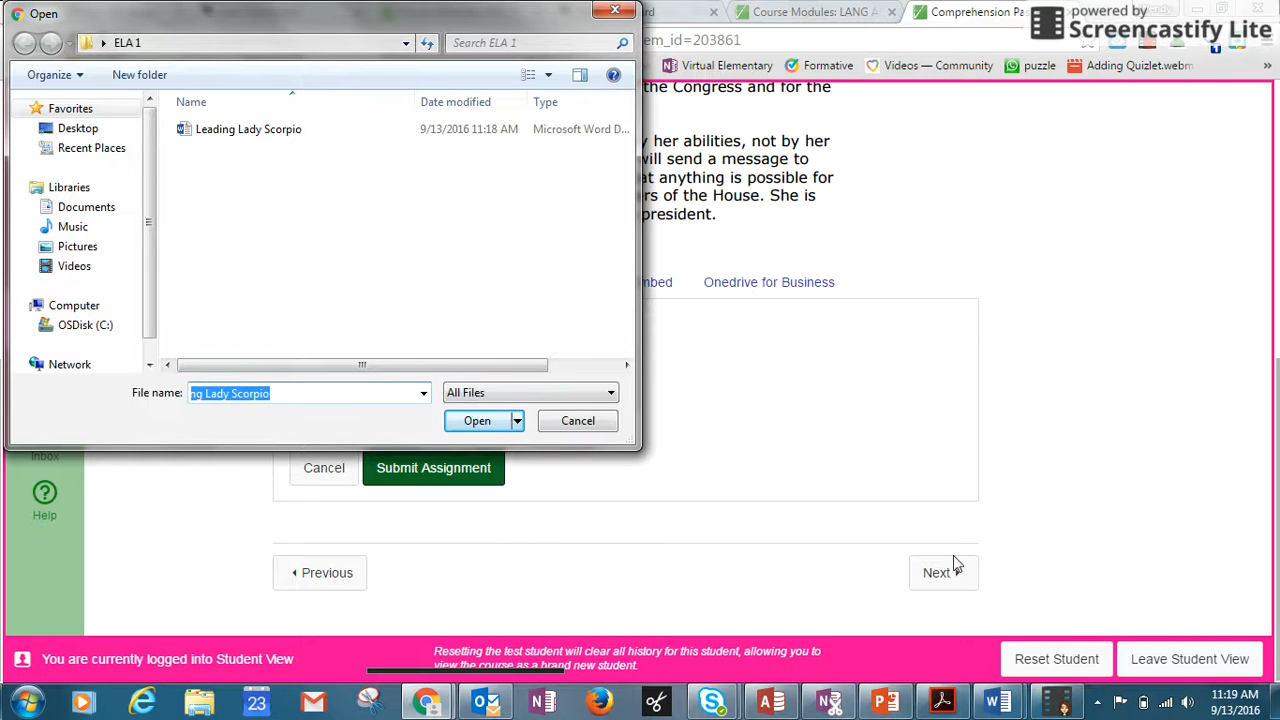 Open
Course Modules: LANG A
Comprehension Pa
powered by
Screencastify Lite
ELA 1
Search ELA 1
em_id=203861
Organize
New folder
Virtual Elementary
Formative
Videos — Community
puzzle
Adding Quizlet.webm
»
Favorites
Desktop
Recent Places
Libraries
Documents
Music
Pictures
Videos
Computer
OSDisk (C:)
Network
Name
Date modified
Type
Leading Lady Scorpio
9/13/2016 11:18 AM
Microsoft Word D...
the Congress and for the
y her abilities, not by her
will send a message to
at anything is possible for
rs of the House. She is
president.
mbed
Onedrive for Business
File name:
ng Lady Scorpio
All Files
Open
Cancel
Inbox
Help
Cancel
Submit Assignment
Previous
Next
You are currently logged into Student View
Resetting the test student will clear all history for this student, allowing you to
view the course as a brand new student.
Reset Student
Leave Student View
23
11:19 AM
9/13/2016